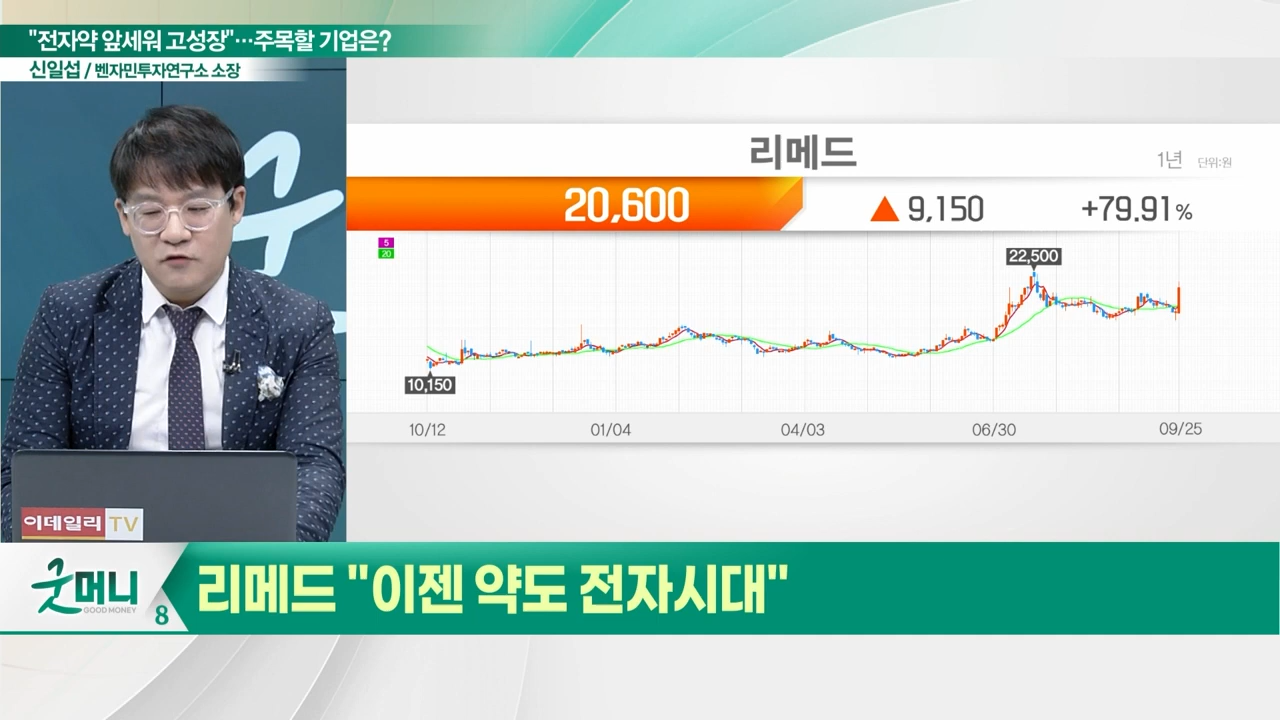 "전자약 앞세워 고성장"…주목할 기업은?
신일섭 / 벤자민투자연구소 소장
리메드
1년 단위:원
20,600 ▲ 9,150 +79.91%
5
20
22,500
10,150
10/12 01/04 04/03 06/30 09/25
굿
이데일리 TV
굿머니
GOOD MONEY
8
리메드 "이젠 약도 전자시대"